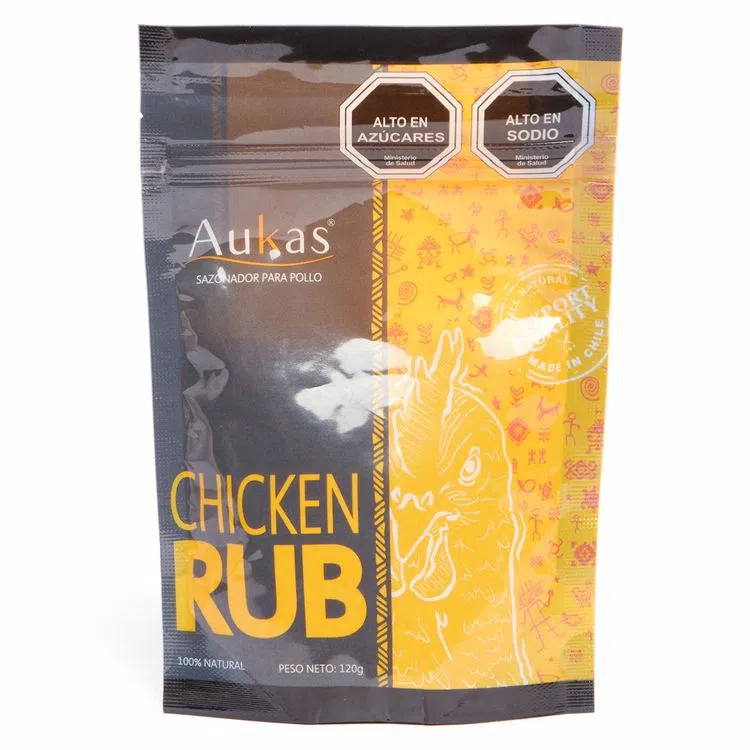 ALTO EN
AZÚCARES
Ministerio
de Salud
ALTO EN
SODIO
Ministerio
de Salud
Aukas®
SAZONADOR PARA POLLO
ALL NATURAL
EXPORT
QUALITY
MADE IN CHILE
CHICKEN
RUB
100% NATURAL
PESO NETO: 120g